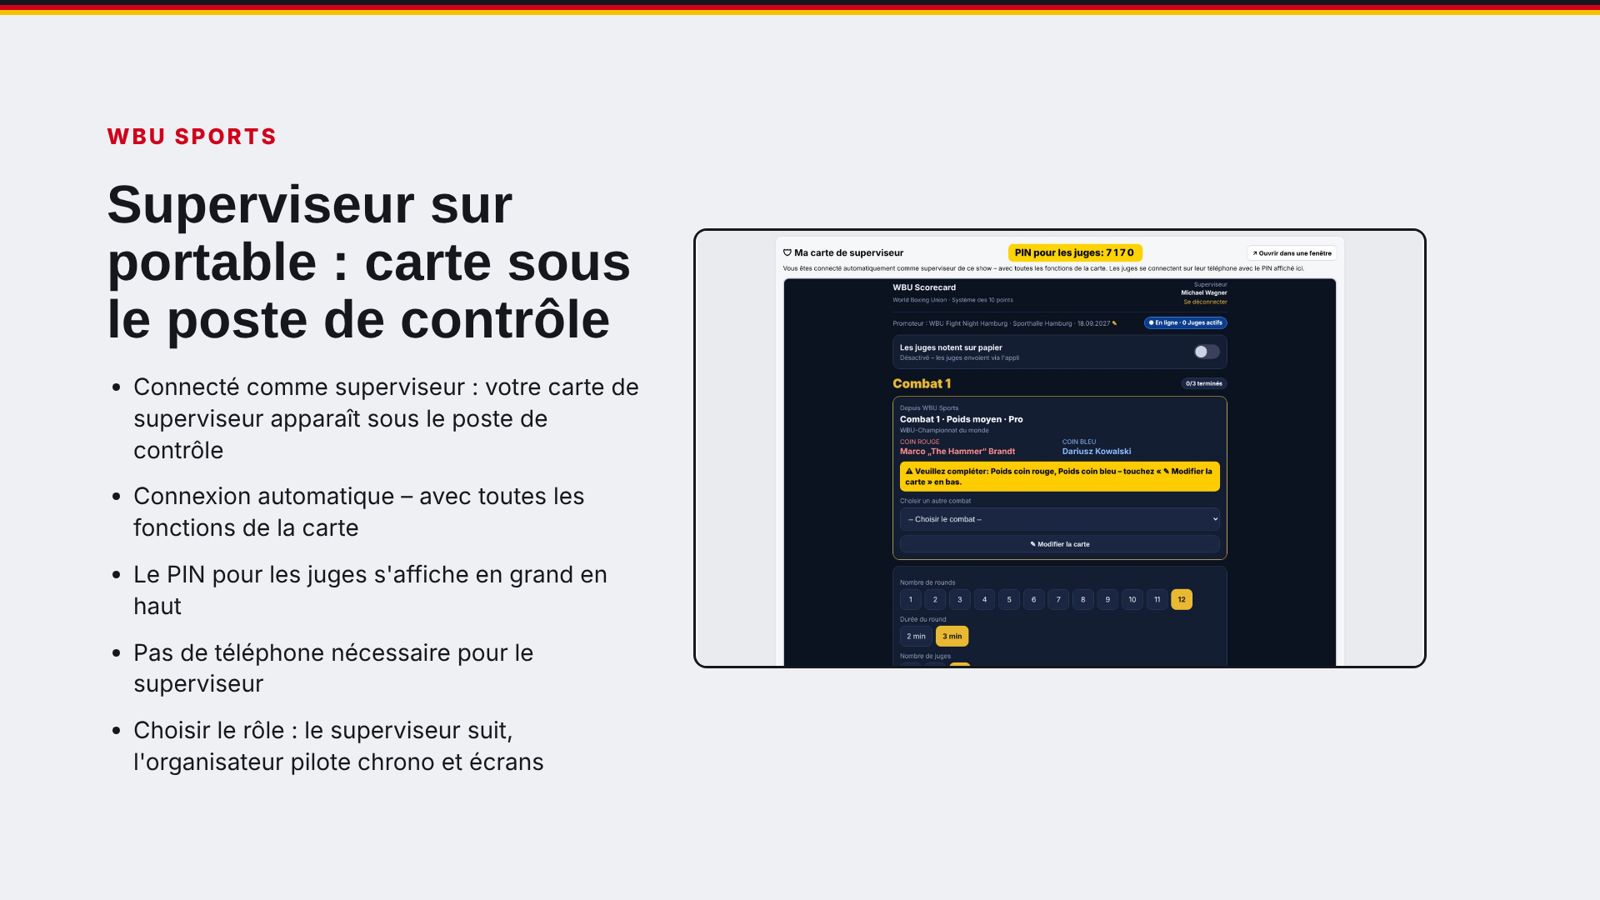 WBU SPORTS
Superviseur sur
portable : carte sous
le poste de contrôle
• Connecté comme superviseur : votre carte de
superviseur apparaît sous le poste de
contrôle
• Connexion automatique – avec toutes les
fonctions de la carte
• Le PIN pour les juges s'affiche en grand en
haut
• Pas de téléphone nécessaire pour le
superviseur
• Choisir le rôle : le superviseur suit,
l'organisateur pilote chrono et écrans
Ma carte de superviseur
PIN pour les juges: 7170
↗ Ouvrir dans une fenêtre
Vous êtes connecté automatiquement comme superviseur de ce show – avec toutes les fonctions de la carte. Les juges se connectent sur leur téléphone avec le PIN affiché ici.
WBU Scorecard
World Boxing Union · Système des 10 points
Superviseur
Michael Wagner
Se déconnecter
Promoteur : WBU Fight Night Hamburg · Sporthalle Hamburg · 18.09.2027 ✎
● En ligne · 0 Juges actifs
Les juges notent sur papier
Désactivé – les juges envoient via l'appli
Combat 1
0/3 terminés
Depuis WBU Sports
Combat 1 · Poids moyen · Pro
WBU-Championnat du monde
COIN ROUGE
Marco „The Hammer“ Brandt
COIN BLEU
Dariusz Kowalski
⚠ Veuillez compléter: Poids coin rouge, Poids coin bleu – touchez « ✎ Modifier la
carte » en bas.
Choisir un autre combat
– Choisir le combat –
✎ Modifier la carte
Nombre de rounds
1 2 3 4 5 6 7 8 9 10 11 12
Durée du round
2 min 3 min
Nombre de juges